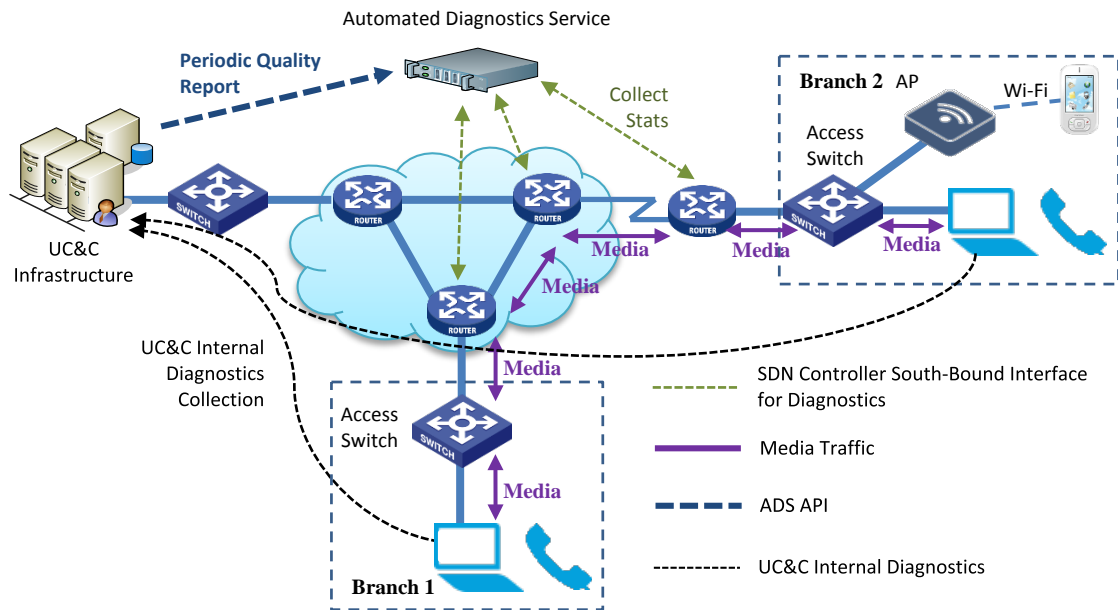 Automated Diagnostics Service
Periodic Quality
Report
Collect
Stats
Branch 2
AP
Wi-Fi
Access
Switch
SWITCH
ROUTER
ROUTER
ROUTER
SWITCH
UC&C
Infrastructure
Media
Media
Media
Media
ROUTER
UC&C Internal
Diagnostics
Collection
Media
Access
Switch
SWITCH
Media
Branch 1
SDN Controller South-Bound Interface
for Diagnostics
Media Traffic
ADS API
UC&C Internal Diagnostics